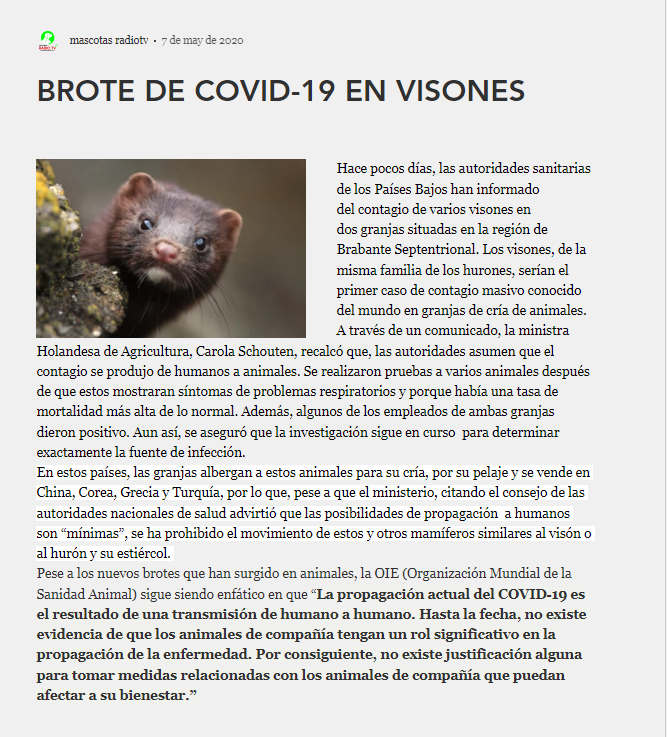 mascotas radiotv • 7 de may de 2020
BROTE DE COVID-19 EN VISONES
Hace pocos días, las autoridades sanitarias
de los Países Bajos han informado
del contagio de varios visones en
dos granjas situadas en la región de
Brabante Septentrional. Los visones, de la
misma familia de los hurones, serían el
primer caso de contagio masivo conocido
del mundo en granjas de cría de animales.
A través de un comunicado, la ministra
Holandesa de Agricultura, Carola Schouten, recalcó que, las autoridades asumen que el
contagio se produjo de humanos a animales. Se realizaron pruebas a varios animales después
de que estos mostraran síntomas de problemas respiratorios y porque había una tasa de
mortalidad más alta de lo normal. Además, algunos de los empleados de ambas granjas
dieron positivo. Aun así, se aseguró que la investigación sigue en curso  para determinar
exactamente la fuente de infección.
En estos países, las granjas albergan a estos animales para su cría, por su pelaje y se vende en
China, Corea, Grecia y Turquía, por lo que, pese a que el ministerio, citando el consejo de las
autoridades nacionales de salud advirtió que las posibilidades de propagación  a humanos
son “mínimas”, se ha prohibido el movimiento de estos y otros mamíferos similares al visón o
al hurón y su estiércol.
Pese a los nuevos brotes que han surgido en animales, la OIE (Organización Mundial de la
Sanidad Animal) sigue siendo enfático en que “La propagación actual del COVID-19 es
el resultado de una transmisión de humano a humano. Hasta la fecha, no existe
evidencia de que los animales de compañía tengan un rol significativo en la
propagación de la enfermedad. Por consiguiente, no existe justificación alguna
para tomar medidas relacionadas con los animales de compañía que puedan
afectar a su bienestar.”